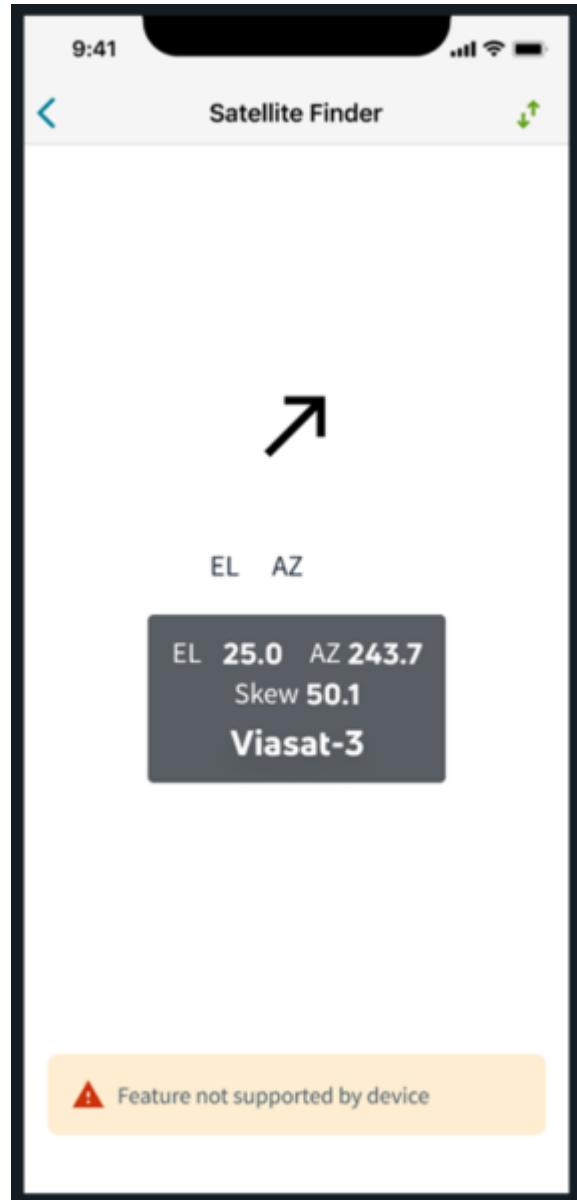 9:41
Satellite Finder
EL AZ
EL 25.0 AZ 243.7
Skew 50.1
Viasat-3
Feature not supported by device